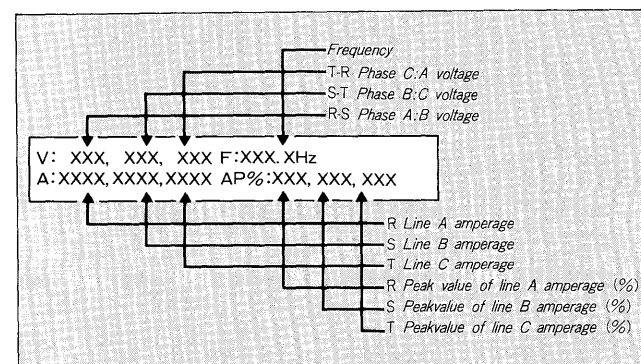 Frequency
T-R Phase C:A voltage
S-T Phase B:C voltage
R-S Phase A:B voltage
V: XXX, XXX, XXX F:XXX.XHz
A:XXXX,XXXX,XXXX AP%:XXX, XXX, XXX
R Line A amperage
S Line B amperage
T Line C amperage
R Peak value of line A amperage (%)
S Peakvalue of line B amperage (%)
T Peakvalue of line C amperage (%)